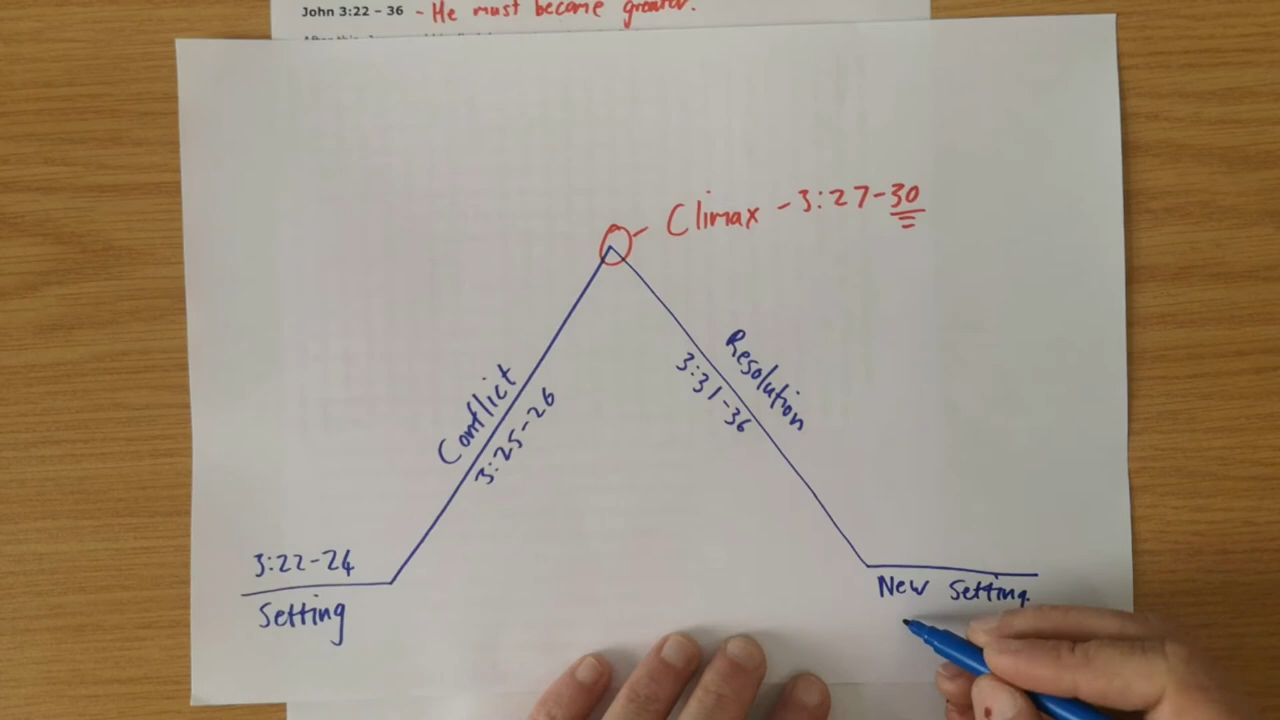 John 3:22 – 36 - He must become greater.
Climax - 3:27-30
Conflict
3:25-26
Resolution
3:31-36
3:22-24
Setting
New Setting.